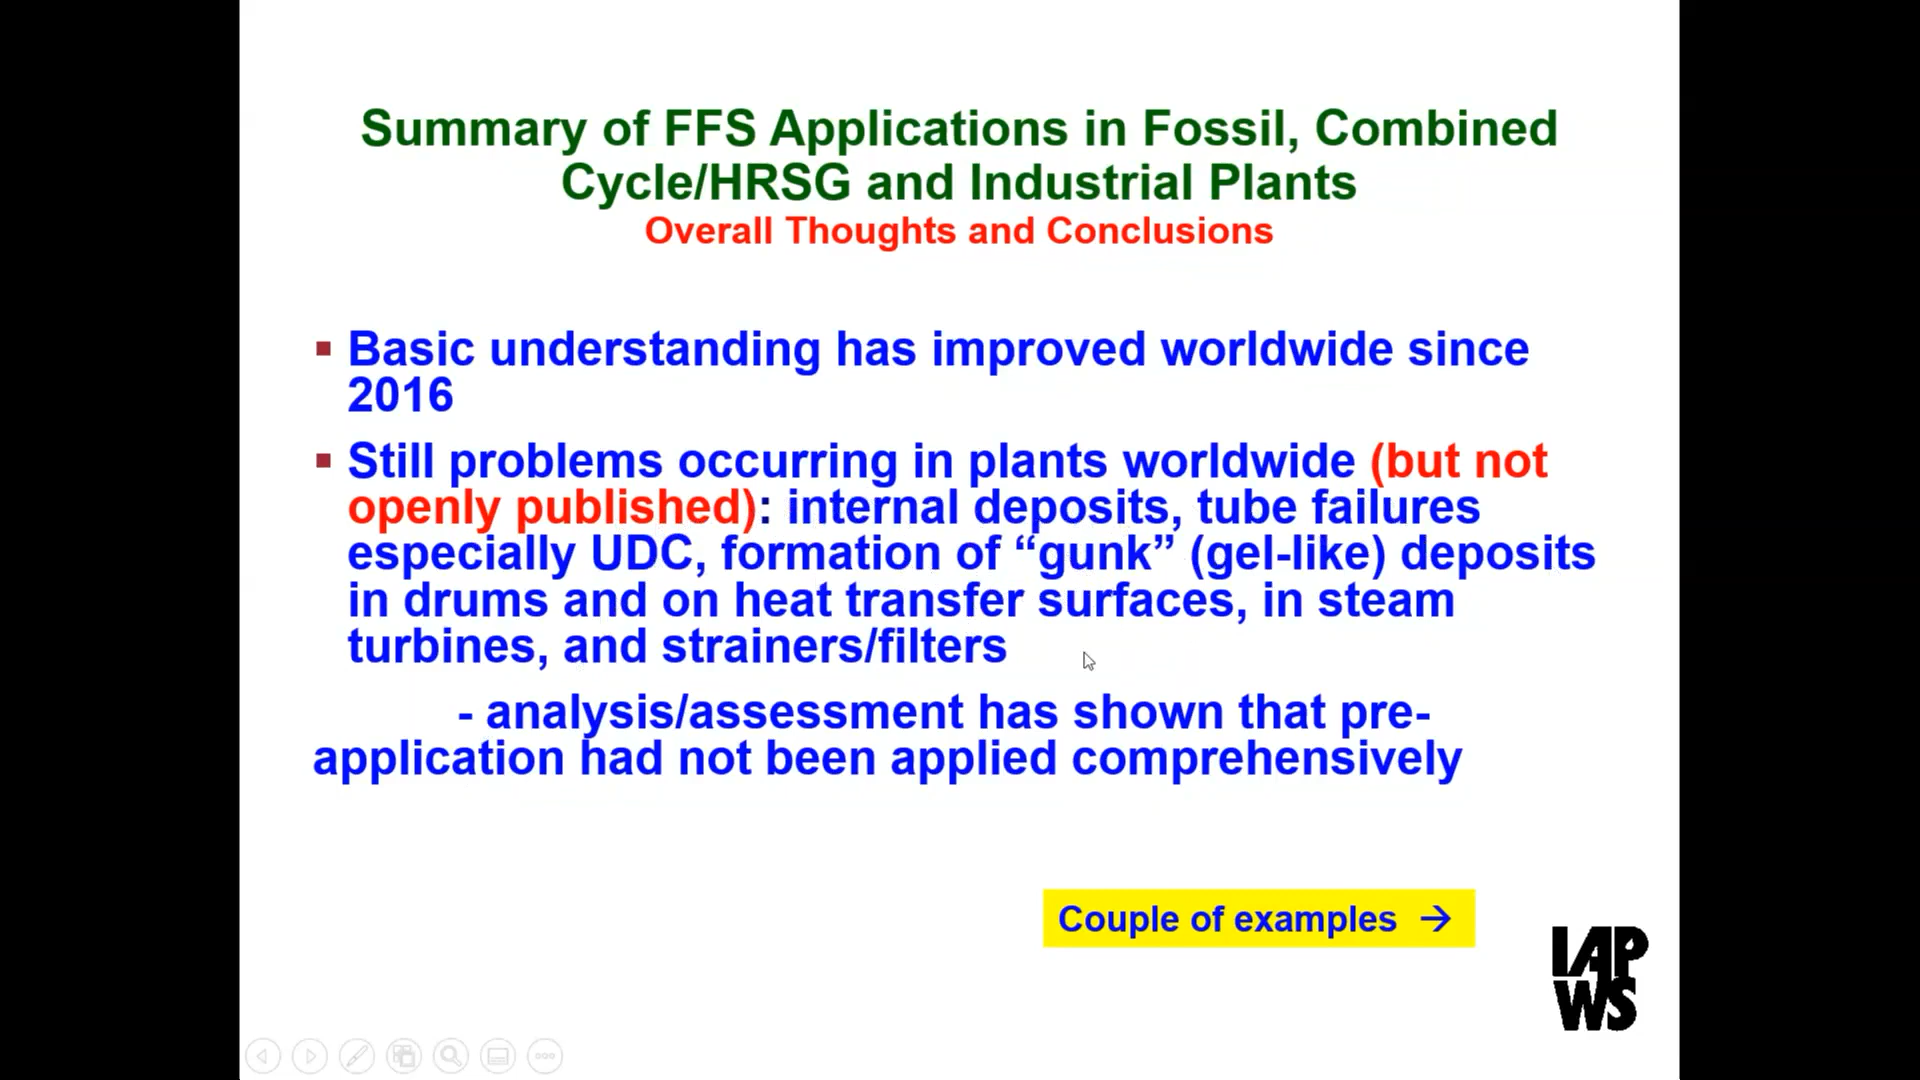 Summary of FFS Applications in Fossil, Combined
Cycle/HRSG and Industrial Plants
Overall Thoughts and Conclusions
▪ Basic understanding has improved worldwide since
2016
▪ Still problems occurring in plants worldwide (but not
openly published): internal deposits, tube failures
especially UDC, formation of “gunk” (gel-like) deposits
in drums and on heat transfer surfaces, in steam
turbines, and strainers/filters
- analysis/assessment has shown that pre-
application had not been applied comprehensively
Couple of examples →
IAP
WS